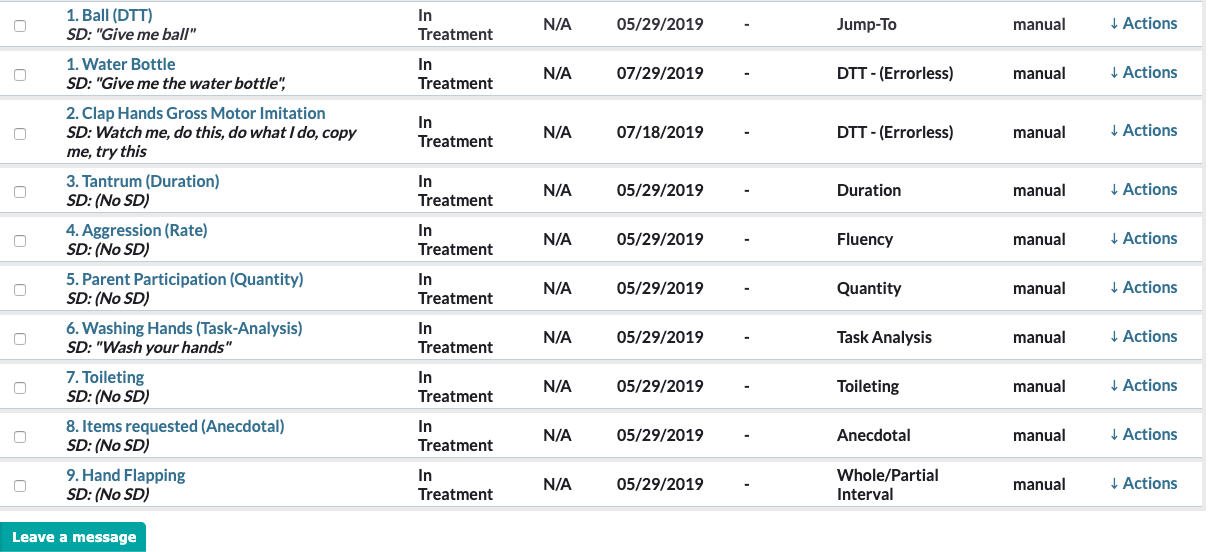 1. Ball (DTT)
SD: "Give me ball"
In
Treatment
N/A
05/29/2019
-
Jump-To
manual
↓ Actions
1. Water Bottle
SD: "Give me the water bottle",
In
Treatment
N/A
07/29/2019
-
DTT - (Errorless)
manual
↓ Actions
2. Clap Hands Gross Motor Imitation
SD: Watch me, do this, do what I do, copy
me, try this
In
Treatment
N/A
07/18/2019
-
DTT - (Errorless)
manual
↓ Actions
3. Tantrum (Duration)
SD: (No SD)
In
Treatment
N/A
05/29/2019
-
Duration
manual
↓ Actions
4. Aggression (Rate)
SD: (No SD)
In
Treatment
N/A
05/29/2019
-
Fluency
manual
↓ Actions
5. Parent Participation (Quantity)
SD: (No SD)
In
Treatment
N/A
05/29/2019
-
Quantity
manual
↓ Actions
6. Washing Hands (Task-Analysis)
SD: "Wash your hands"
In
Treatment
N/A
05/29/2019
-
Task Analysis
manual
↓ Actions
7. Toileting
SD: (No SD)
In
Treatment
N/A
05/29/2019
-
Toileting
manual
↓ Actions
8. Items requested (Anecdotal)
SD: (No SD)
In
Treatment
N/A
05/29/2019
-
Anecdotal
manual
↓ Actions
9. Hand Flapping
SD: (No SD)
In
Treatment
N/A
05/29/2019
-
Whole/Partial
Interval
manual
↓ Actions
Leave a message